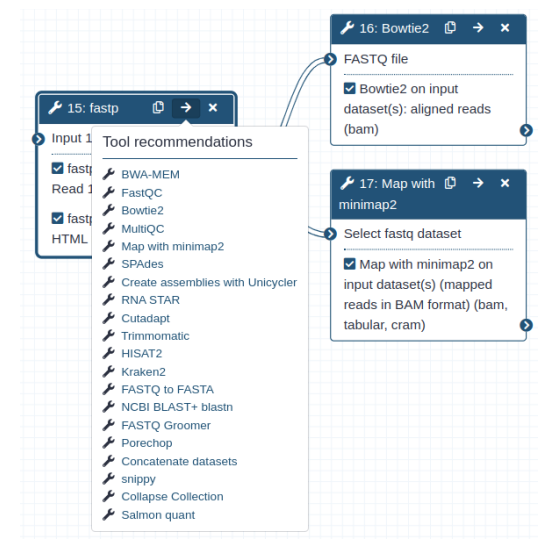 16: Bowtie2
FASTQ file
Bowtie2 on input
dataset(s): aligned reads
(bam)
15: fastp
Input 1
fastp
Read 1
fastp
HTML
Tool recommendations
BWA-MEM
FastQC
Bowtie2
MultiQC
Map with minimap2
SPAdes
Create assemblies with Unicycler
RNA STAR
Cutadapt
Trimmomatic
HISAT2
Kraken2
FASTQ to FASTA
NCBI BLAST+ blastn
FASTQ Groomer
Porechop
Concatenate datasets
snippy
Collapse Collection
Salmon quant
17: Map with
minimap2
Select fastq dataset
Map with minimap2 on
input dataset(s) (mapped
reads in BAM format) (bam,
tabular, cram)